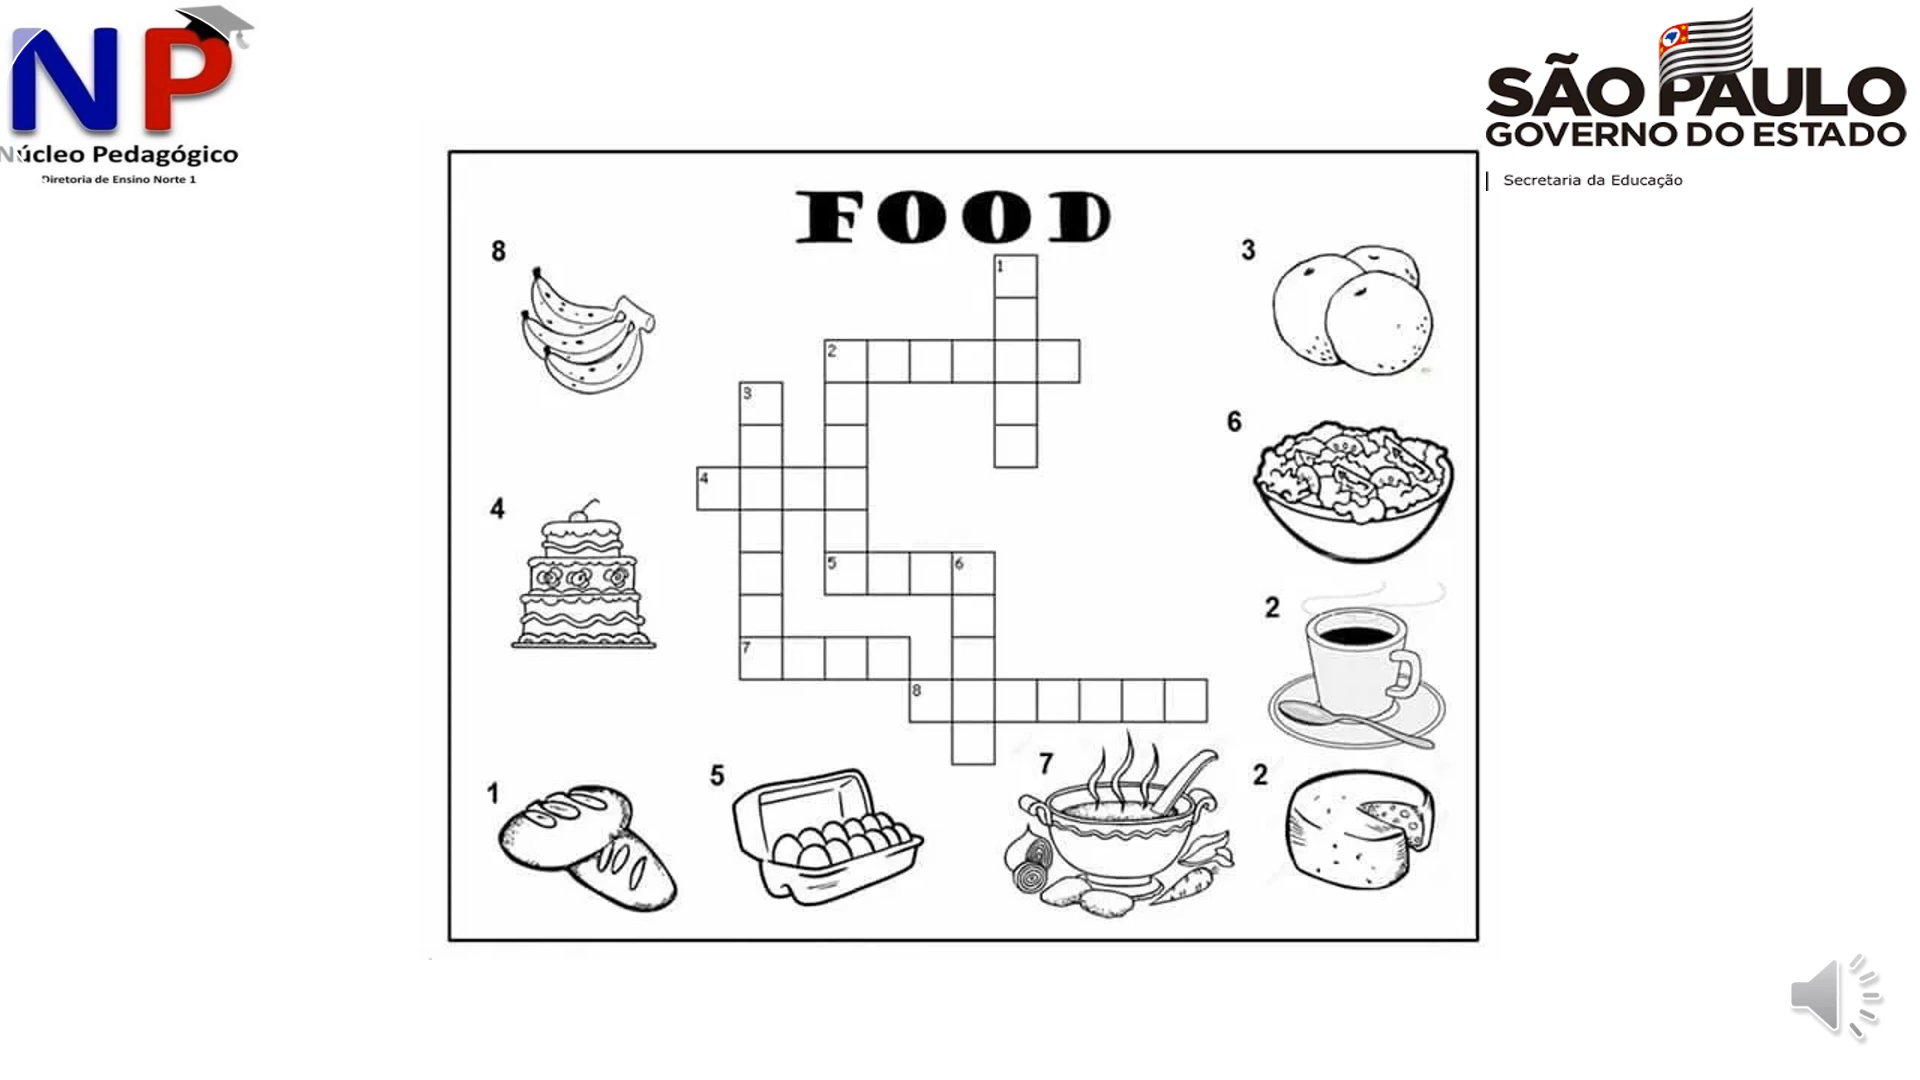 NP
Núcleo Pedagógico
Diretoria de Ensino Norte 1
SÃO PAULO
GOVERNO DO ESTADO
Secretaria da Educação
FOOD
8
3
1
2
3
6
4
4
5
6
2
7
8
1
5
7
2